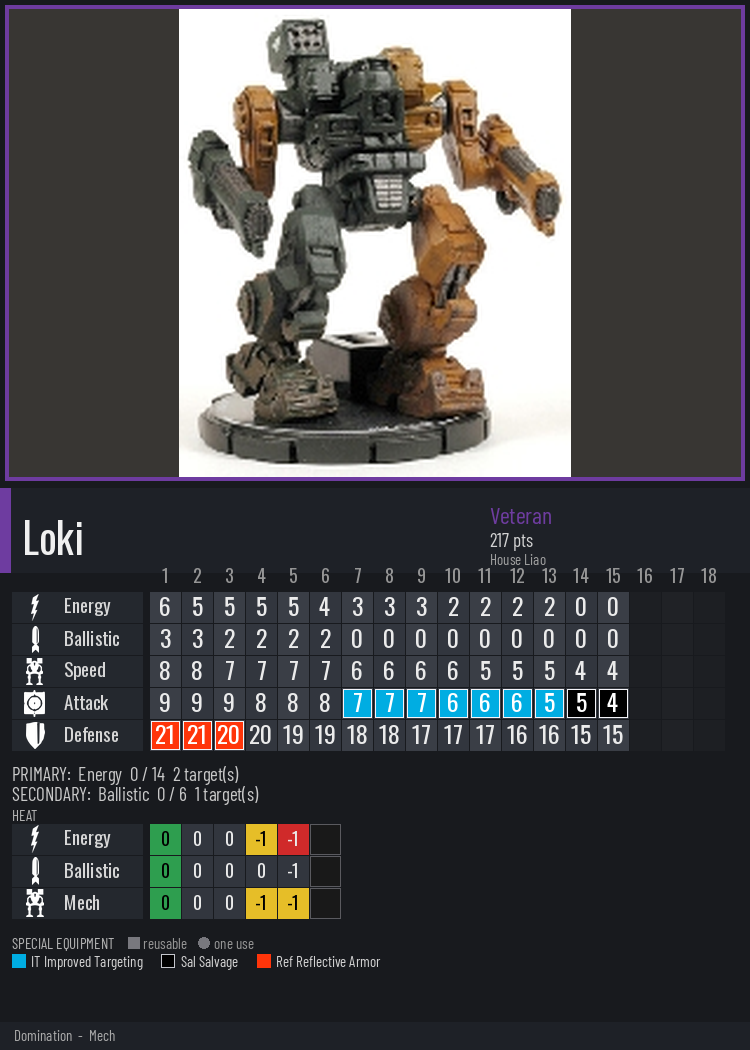 Loki
Veteran
217 pts
House Liao
1 2 3 4 5 6 7 8 9 10 11 12 13 14 15 16 17 18
Energy 6 5 5 5 5 4 3 3 3 2 2 2 2 0 0
Ballistic 3 3 2 2 2 2 0 0 0 0 0 0 0 0 0
Speed 8 8 7 7 7 7 6 6 6 6 5 5 5 4 4
Attack 9 9 9 8 8 8 7 7 7 6 6 6 5 5 4
Defense 21 21 20 20 19 19 18 18 17 17 17 16 16 15 15
PRIMARY: Energy 0 / 14 2 target(s)
SECONDARY: Ballistic 0 / 6 1 target(s)
HEAT
Energy 0 0 0 -1 -1
Ballistic 0 0 0 0 -1
Mech 0 0 0 -1 -1
SPECIAL EQUIPMENT reusable one use
IT Improved Targeting Sal Salvage Ref Reflective Armor
Domination - Mech